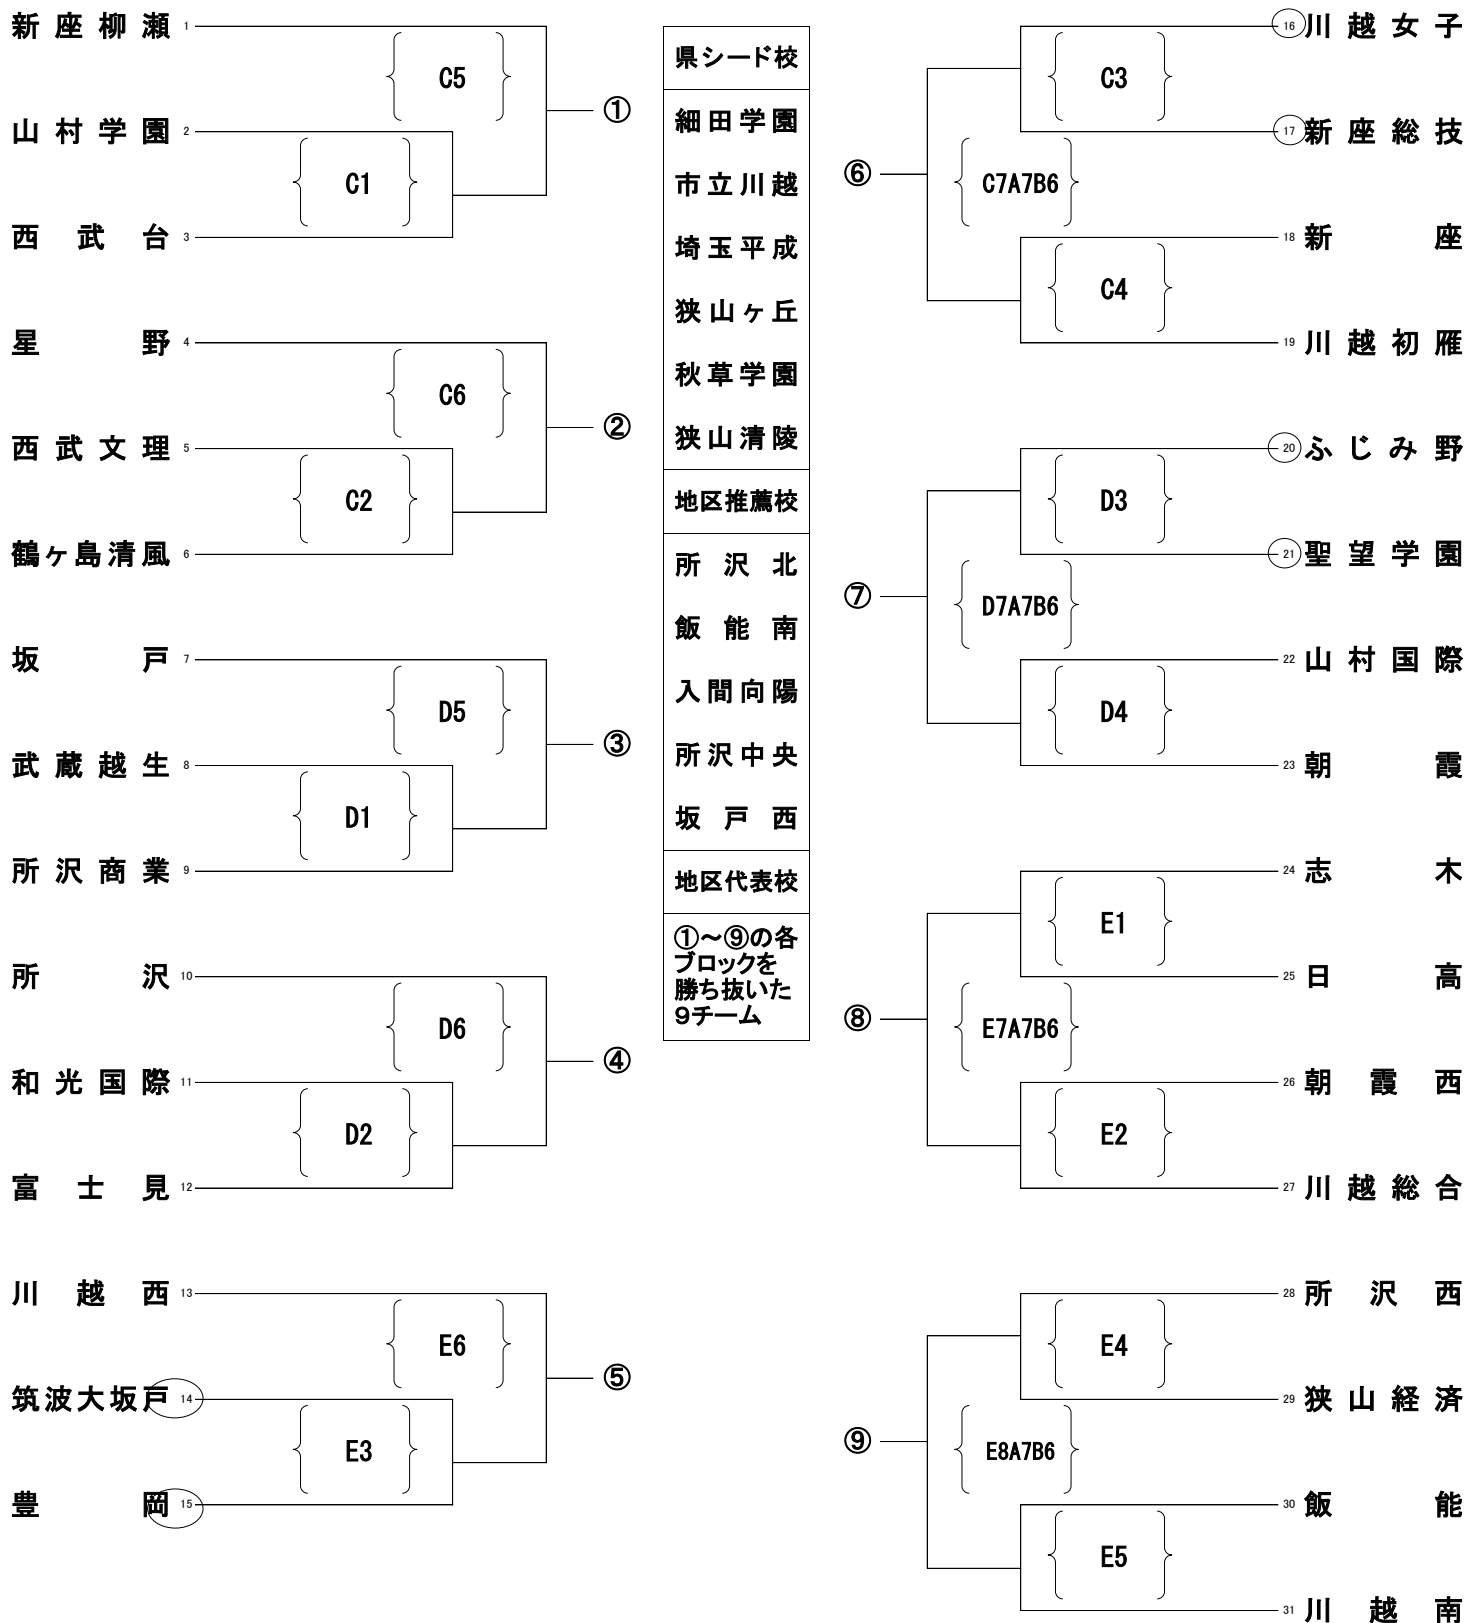 新座柳瀬 1
C5
①
山村学園 2
C1
西武台 3
星野 4
C6
②
西武文理 5
C2
鶴ヶ島清風 6
坂戸 7
D5
③
武蔵越生 8
D1
所沢商業 9
所沢 10
D6
④
和光国際 11
D2
富士見 12
川越西 13
E6
⑤
筑波大坂戸 14
E3
豊岡 15
県シード校
細田学園
市立川越
埼玉平成
狭山ヶ丘
秋草学園
狭山清陵
地区推薦校
所沢北
飯能南
入間向陽
所沢中央
坂戸西
地区代表校
①～⑨の各
ブロックを
勝ち抜いた
9チーム
16 川越女子
C3
17 新座総技
⑥
C7A7B6
18 新座
C4
19 川越初雁
20 ふじみ野
D3
21 聖望学園
⑦
D7A7B6
22 山村国際
D4
23 朝霞
24 志木
E1
25 日高
⑧
E7A7B6
26 朝霞西
E2
27 川越総合
28 所沢西
E4
29 狭山経済
⑨
E8A7B6
30 飯能
E5
31 川越南